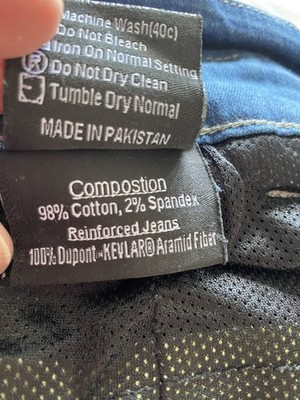 Machine Wash(40c)
Do Not Bleach
Iron On Normal Setting
Do Not Dry Clean
Tumble Dry Normal
MADE IN PAKISTAN
Compostion
98% Cotton, 2% Spandex
Reinforced Jeans
100% Dupont KEVLAR® Aramid Fiber